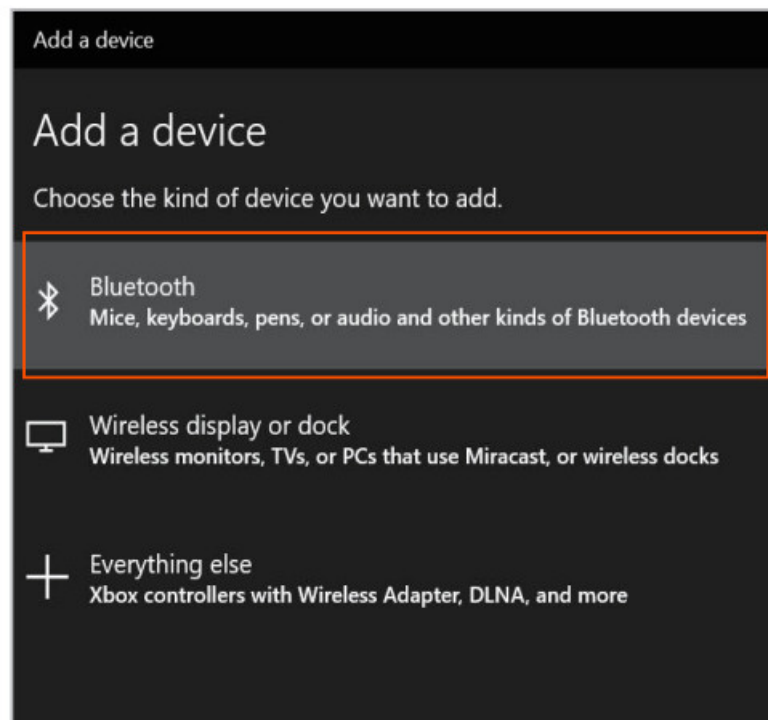 Add a device
Add a device
Choose the kind of device you want to add.
Bluetooth
Mice, keyboards, pens, or audio and other kinds of Bluetooth devices
Wireless display or dock
Wireless monitors, TVs, or PCs that use Miracast, or wireless docks
Everything else
Xbox controllers with Wireless Adapter, DLNA, and more